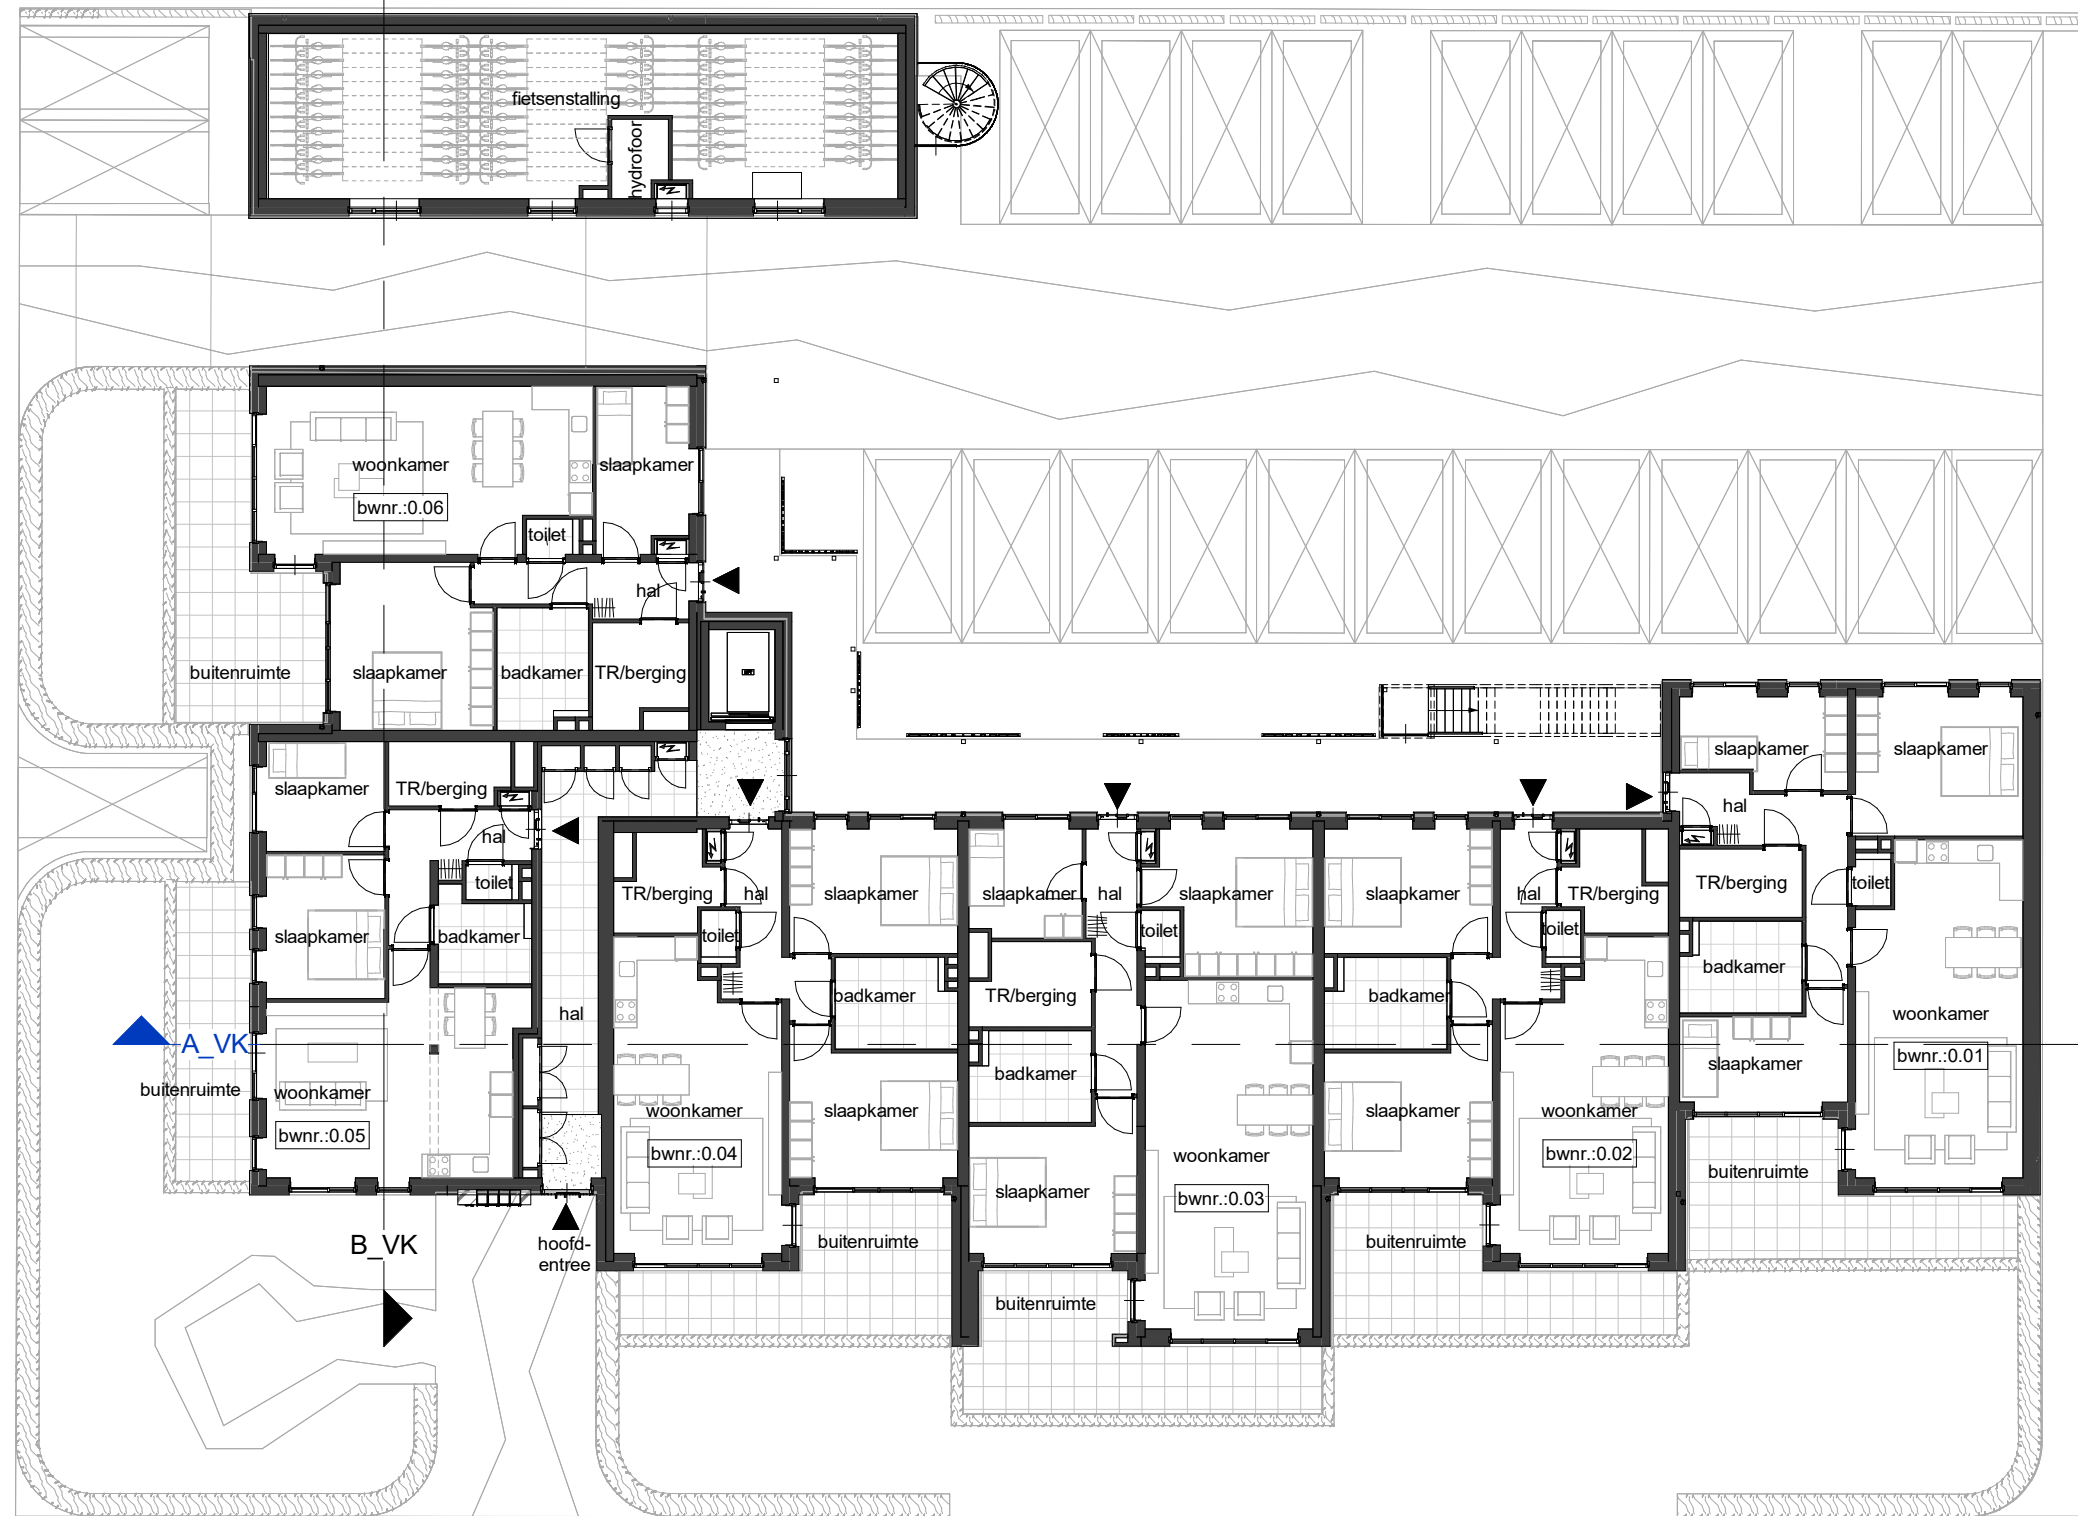 fietsenstalling
hydrofoor
woonkamer
slaapkamer
bwnr.:0.06
toilet
hal
buitenruimte
slaapkamer
badkamer
TR/berging
slaapkamer
TR/berging
hal
toilet
slaapkamer
badkamer
hal
A_VK
buitenruimte
woonkamer
bwnr.:0.05
B_VK
hoofd-
entree
TR/berging
hal
slaapkamer
toilet
badkamer
woonkamer
slaapkamer
bwnr.:0.04
buitenruimte
slaapkamer
hal
slaapkamer
toilet
TR/berging
badkamer
slaapkamer
woonkamer
bwnr.:0.03
buitenruimte
slaapkamer
hal
TR/berging
toilet
badkamer
slaapkamer
woonkamer
bwnr.:0.02
buitenruimte
slaapkamer
slaapkamer
hal
TR/berging
toilet
badkamer
woonkamer
slaapkamer
bwnr.:0.01
buitenruimte